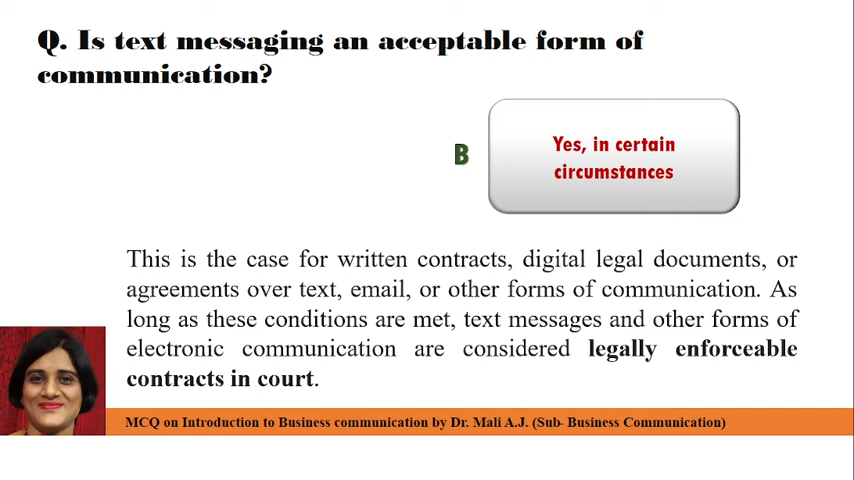 Q. Is text messaging an acceptable form of
communication?
B
Yes, in certain
circumstances
This is the case for written contracts, digital legal documents, or
agreements over text, email, or other forms of communication. As
long as these conditions are met, text messages and other forms of
electronic communication are considered legally enforceable
contracts in court.
MCQ on Introduction to Business communication by Dr. Mali A.J. (Sub- Business Communication)